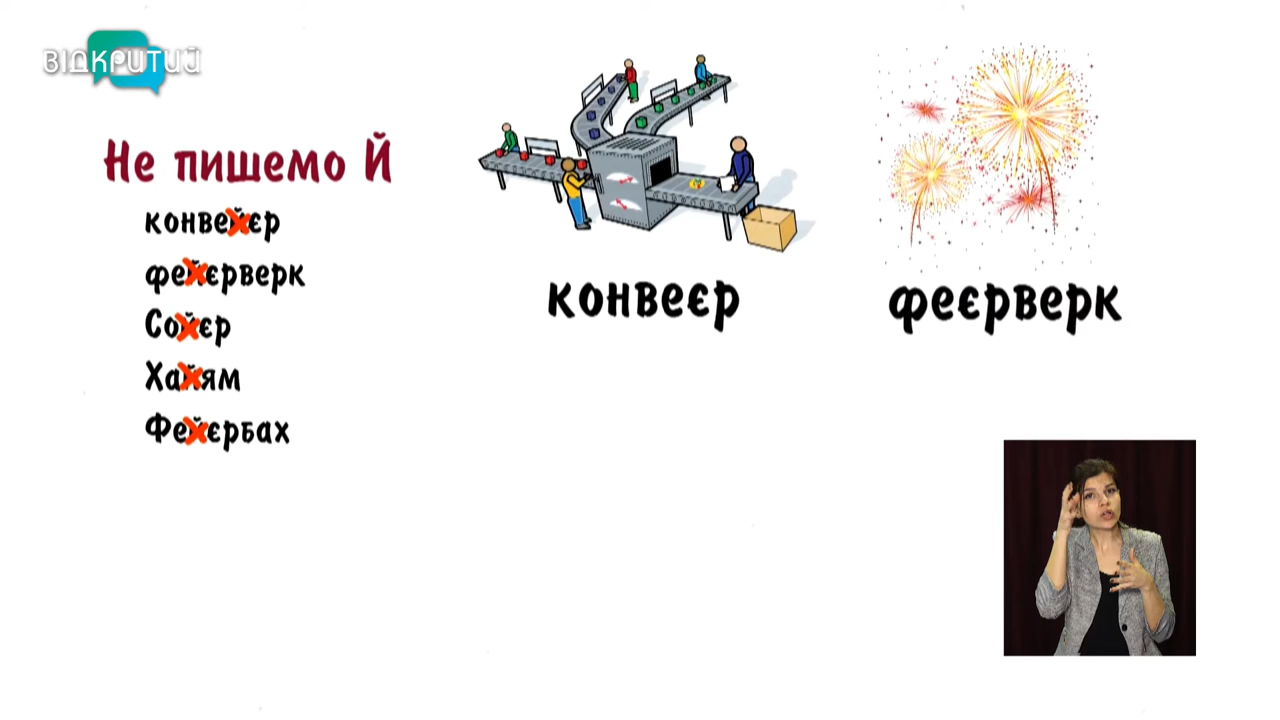 ВІДКРИТИЙ
Не пишемо Й
конвейєр
фейєрверк
Сойєр
Хайям
Фейєрбах
конвеєр
феєрверк